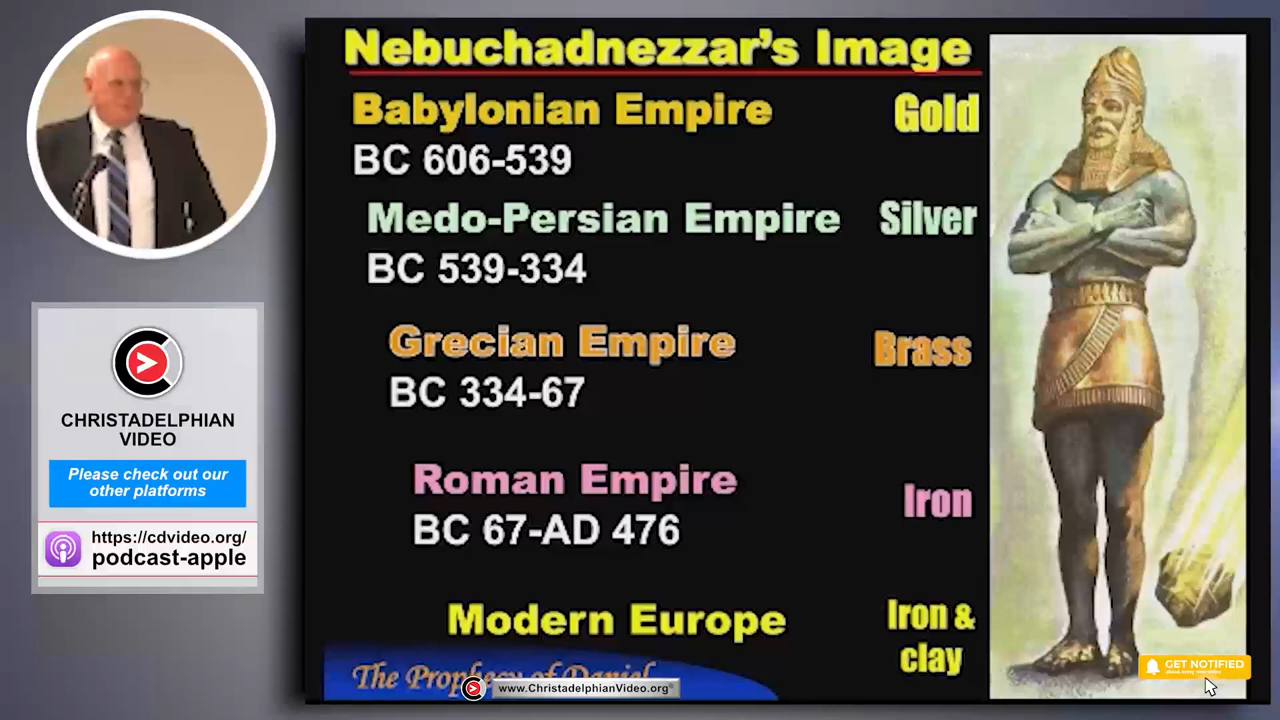 Nebuchadnezzar's Image
Babylonian Empire
Gold
BC 606-539
Medo-Persian Empire
Silver
BC 539-334
Grecian Empire
Brass
BC 334-67
Roman Empire
Iron
BC 67-AD 476
Modern Europe
Iron &
clay
The Prophecy of Daniel
www.ChristadelphianVideo.org
GET NOTIFIED
CHRISTADELPHIAN
VIDEO
Please check out our
other platforms
https://cdvideo.org/
podcast-apple